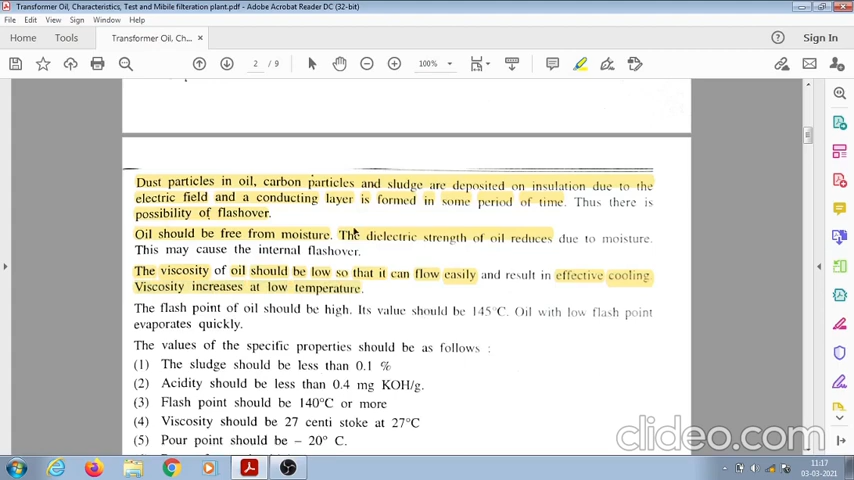 Transformer Oil, Characteristics, Test and Mibile filteration plant.pdf - Adobe Acrobat Reader DC (32-bit)
File Edit View Sign Window Help
Home Tools Transformer Oil, Ch... × Sign In
2 / 9 100%
Dust particles in oil, carbon particles and sludge are deposited on insulation due to the
electric field and a conducting layer is formed in some period of time. Thus there is
possibility of flashover.
Oil should be free from moisture. The dielectric strength of oil reduces due to moisture.
This may cause the internal flashover.
The viscosity of oil should be low so that it can flow easily and result in effective cooling.
Viscosity increases at low temperature.
The flash point of oil should be high. Its value should be 145°C. Oil with low flash point
evaporates quickly.
The values of the specific properties should be as follows :
(1) The sludge should be less than 0.1 %
(2) Acidity should be less than 0.4 mg KOH/g.
(3) Flash point should be 140°C or more
(4) Viscosity should be 27 centi stoke at 27°C
(5) Pour point should be – 20° C.
clideo.com
11:17
03-03-2021